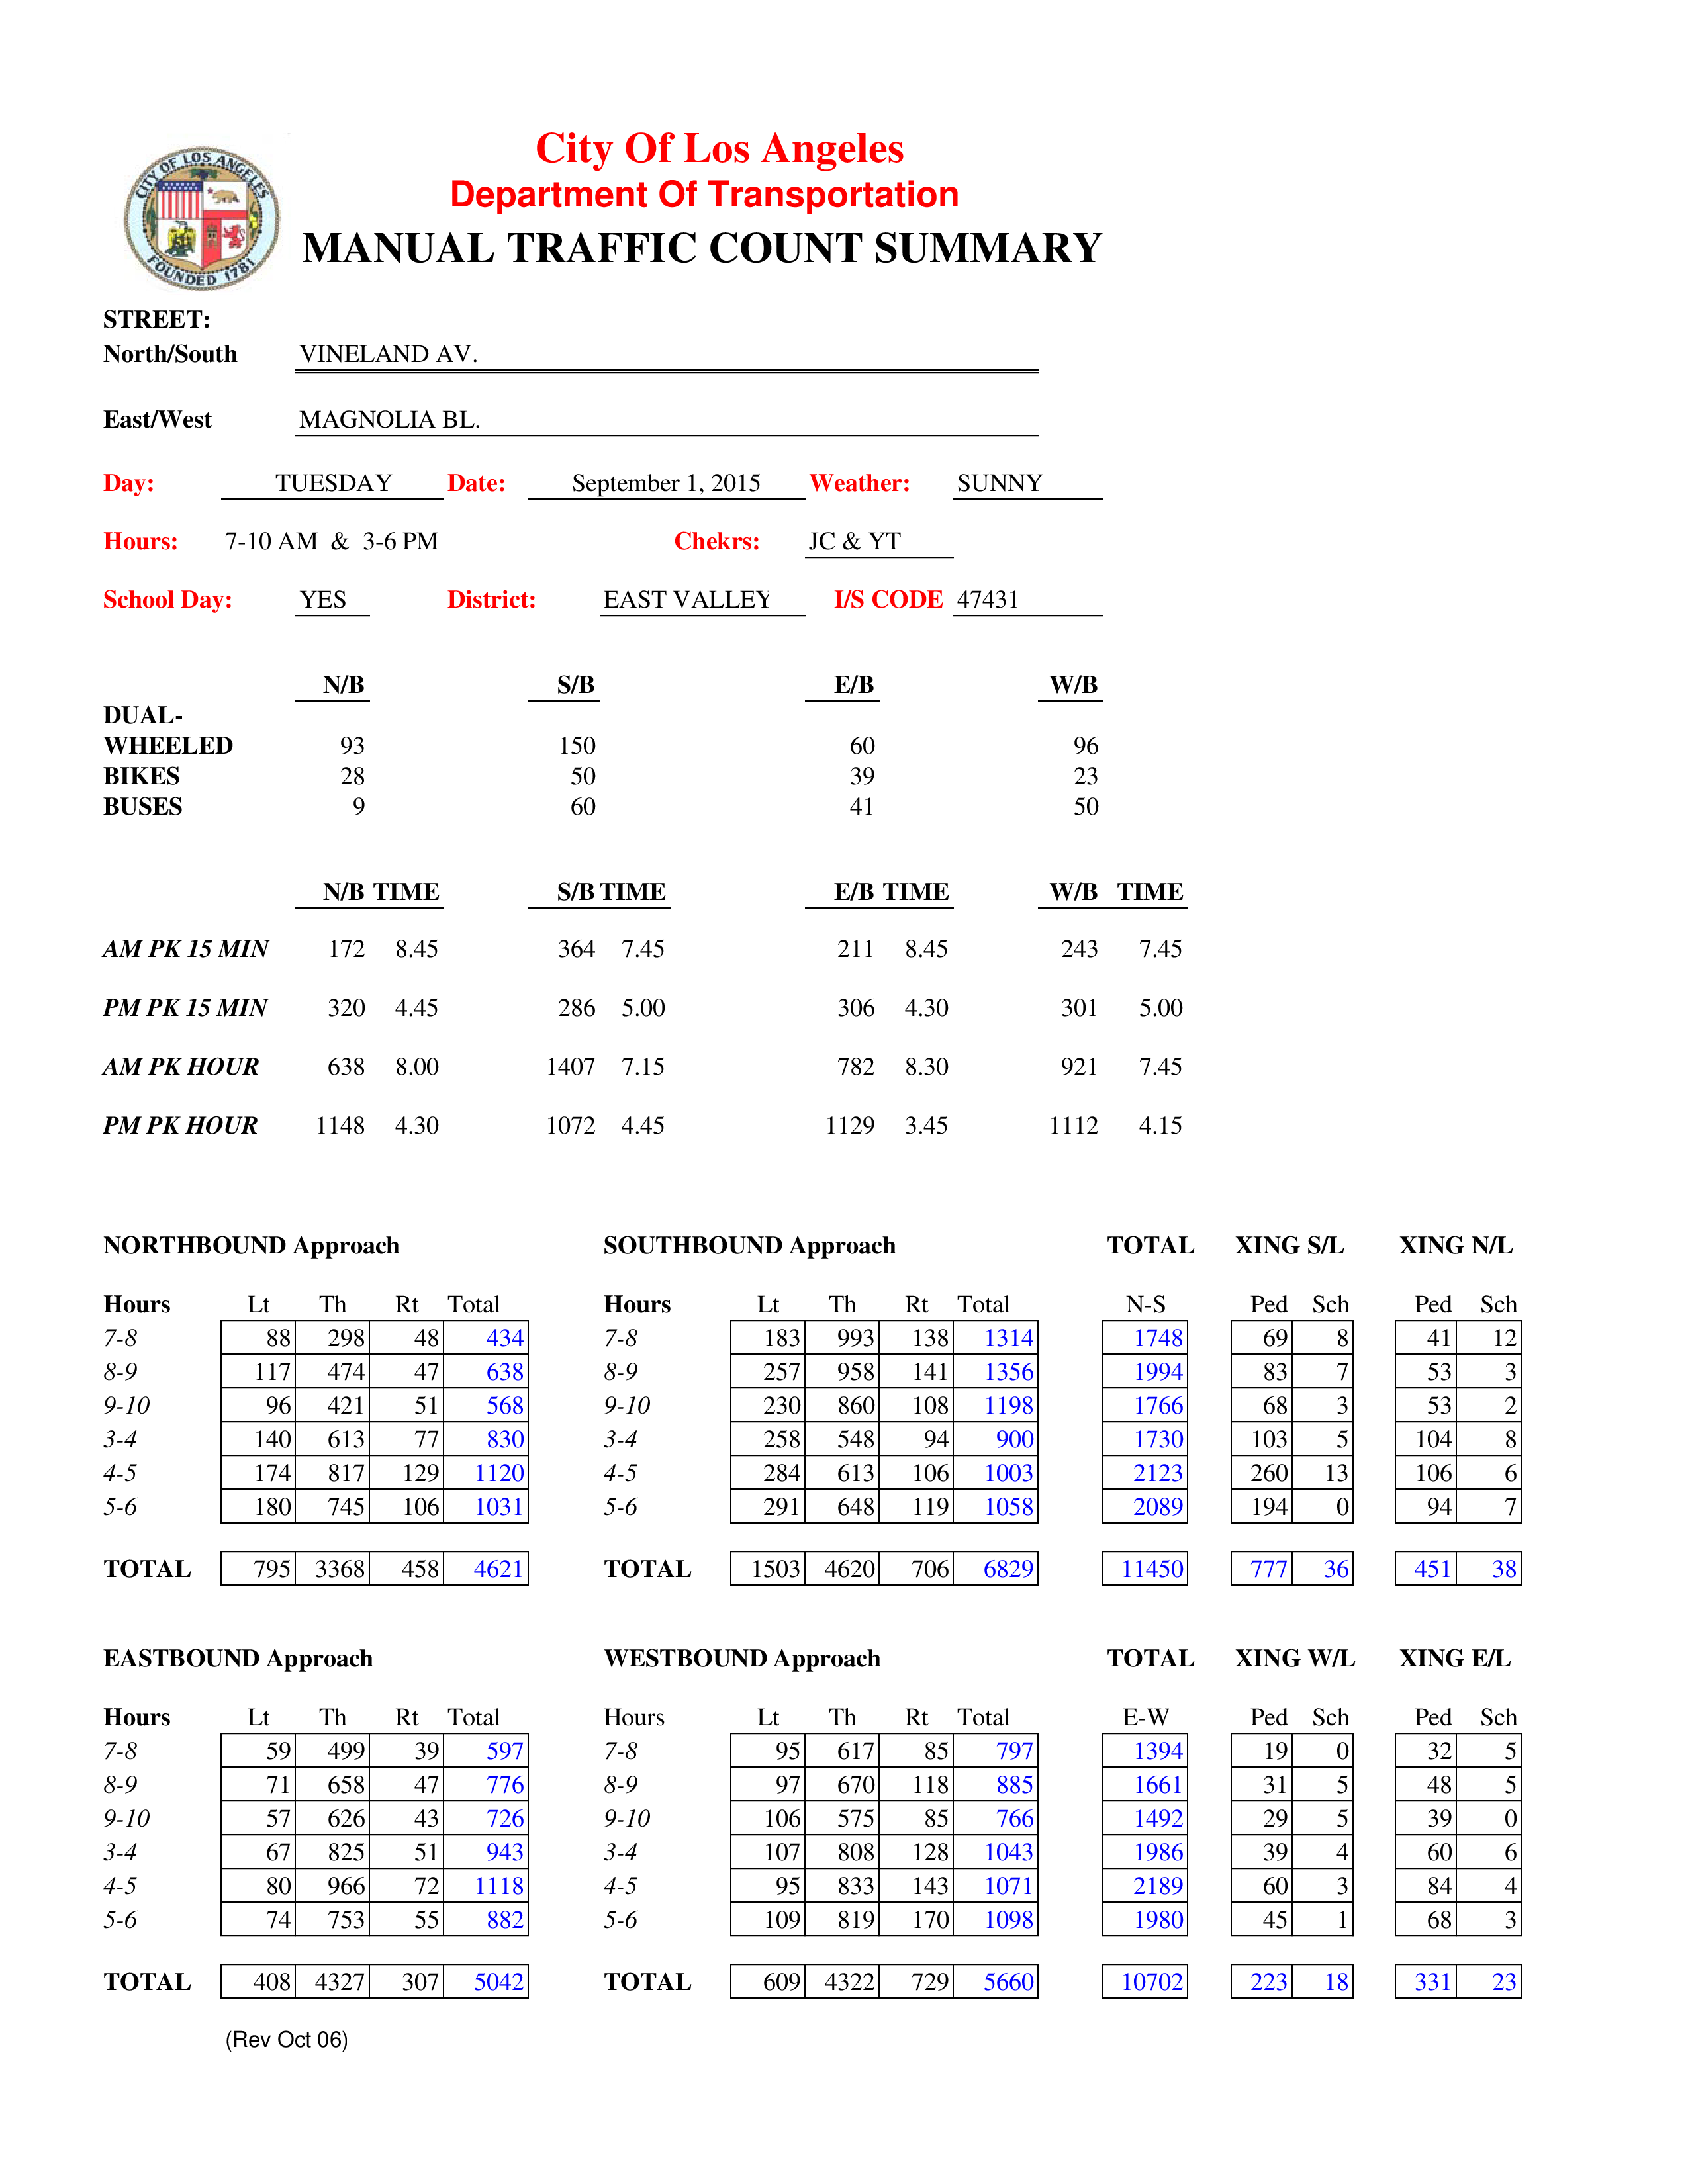 City Of Los Angeles
Department Of Transportation
MANUAL TRAFFIC COUNT SUMMARY
CITY OF LOS ANGELES
FOUNDED 1781
STREET:
North/South VINELAND AV.
East/West MAGNOLIA BL.
Day: TUESDAY Date: September 1, 2015 Weather: SUNNY
Hours: 7-10 AM & 3-6 PM Chekrs: JC & YT
School Day: YES District: EAST VALLEY I/S CODE 47431
N/B S/B E/B W/B
DUAL-
WHEELED 93 150 60 96
BIKES 28 50 39 23
BUSES 9 60 41 50
N/B TIME S/B TIME E/B TIME W/B TIME
AM PK 15 MIN 172 8.45 364 7.45 211 8.45 243 7.45
PM PK 15 MIN 320 4.45 286 5.00 306 4.30 301 5.00
AM PK HOUR 638 8.00 1407 7.15 782 8.30 921 7.45
PM PK HOUR 1148 4.30 1072 4.45 1129 3.45 1112 4.15
NORTHBOUND Approach SOUTHBOUND Approach TOTAL XING S/L XING N/L
Hours Lt Th Rt Total Hours Lt Th Rt Total N-S Ped Sch Ped Sch
7-8 88 298 48 434 7-8 183 993 138 1314 1748 69 8 41 12
8-9 117 474 47 638 8-9 257 958 141 1356 1994 83 7 53 3
9-10 96 421 51 568 9-10 230 860 108 1198 1766 68 3 53 2
3-4 140 613 77 830 3-4 258 548 94 900 1730 103 5 104 8
4-5 174 817 129 1120 4-5 284 613 106 1003 2123 260 13 106 6
5-6 180 745 106 1031 5-6 291 648 119 1058 2089 194 0 94 7
TOTAL 795 3368 458 4621 TOTAL 1503 4620 706 6829 11450 777 36 451 38
EASTBOUND Approach WESTBOUND Approach TOTAL XING W/L XING E/L
Hours Lt Th Rt Total Hours Lt Th Rt Total E-W Ped Sch Ped Sch
7-8 59 499 39 597 7-8 95 617 85 797 1394 19 0 32 5
8-9 71 658 47 776 8-9 97 670 118 885 1661 31 5 48 5
9-10 57 626 43 726 9-10 106 575 85 766 1492 29 5 39 0
3-4 67 825 51 943 3-4 107 808 128 1043 1986 39 4 60 6
4-5 80 966 72 1118 4-5 95 833 143 1071 2189 60 3 84 4
5-6 74 753 55 882 5-6 109 819 170 1098 1980 45 1 68 3
TOTAL 408 4327 307 5042 TOTAL 609 4322 729 5660 10702 223 18 331 23
(Rev Oct 06)